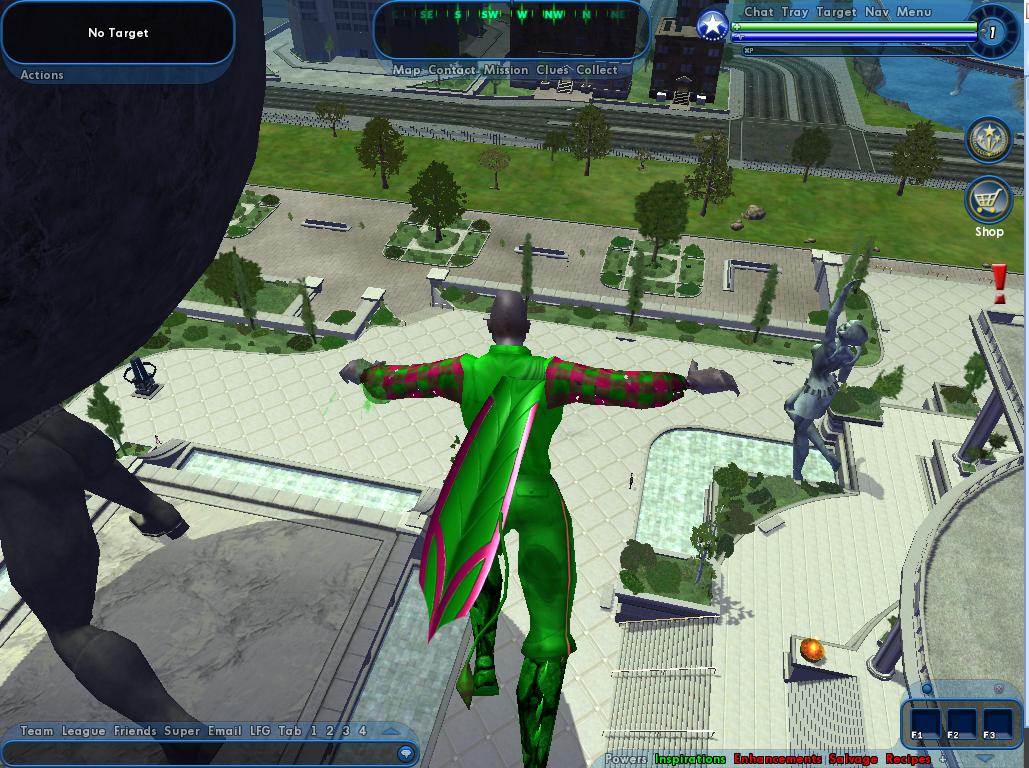 No Target
Actions
SE S SW W NW N NE
Map Contact Mission Clues Collect
Chat Tray Target Nav Menu
XP
1
Shop
Team League Friends Super Email LFG Tab 1 2 3 4
F1 F2 F3
Powers Inspirations Enhancements Salvage Recipes